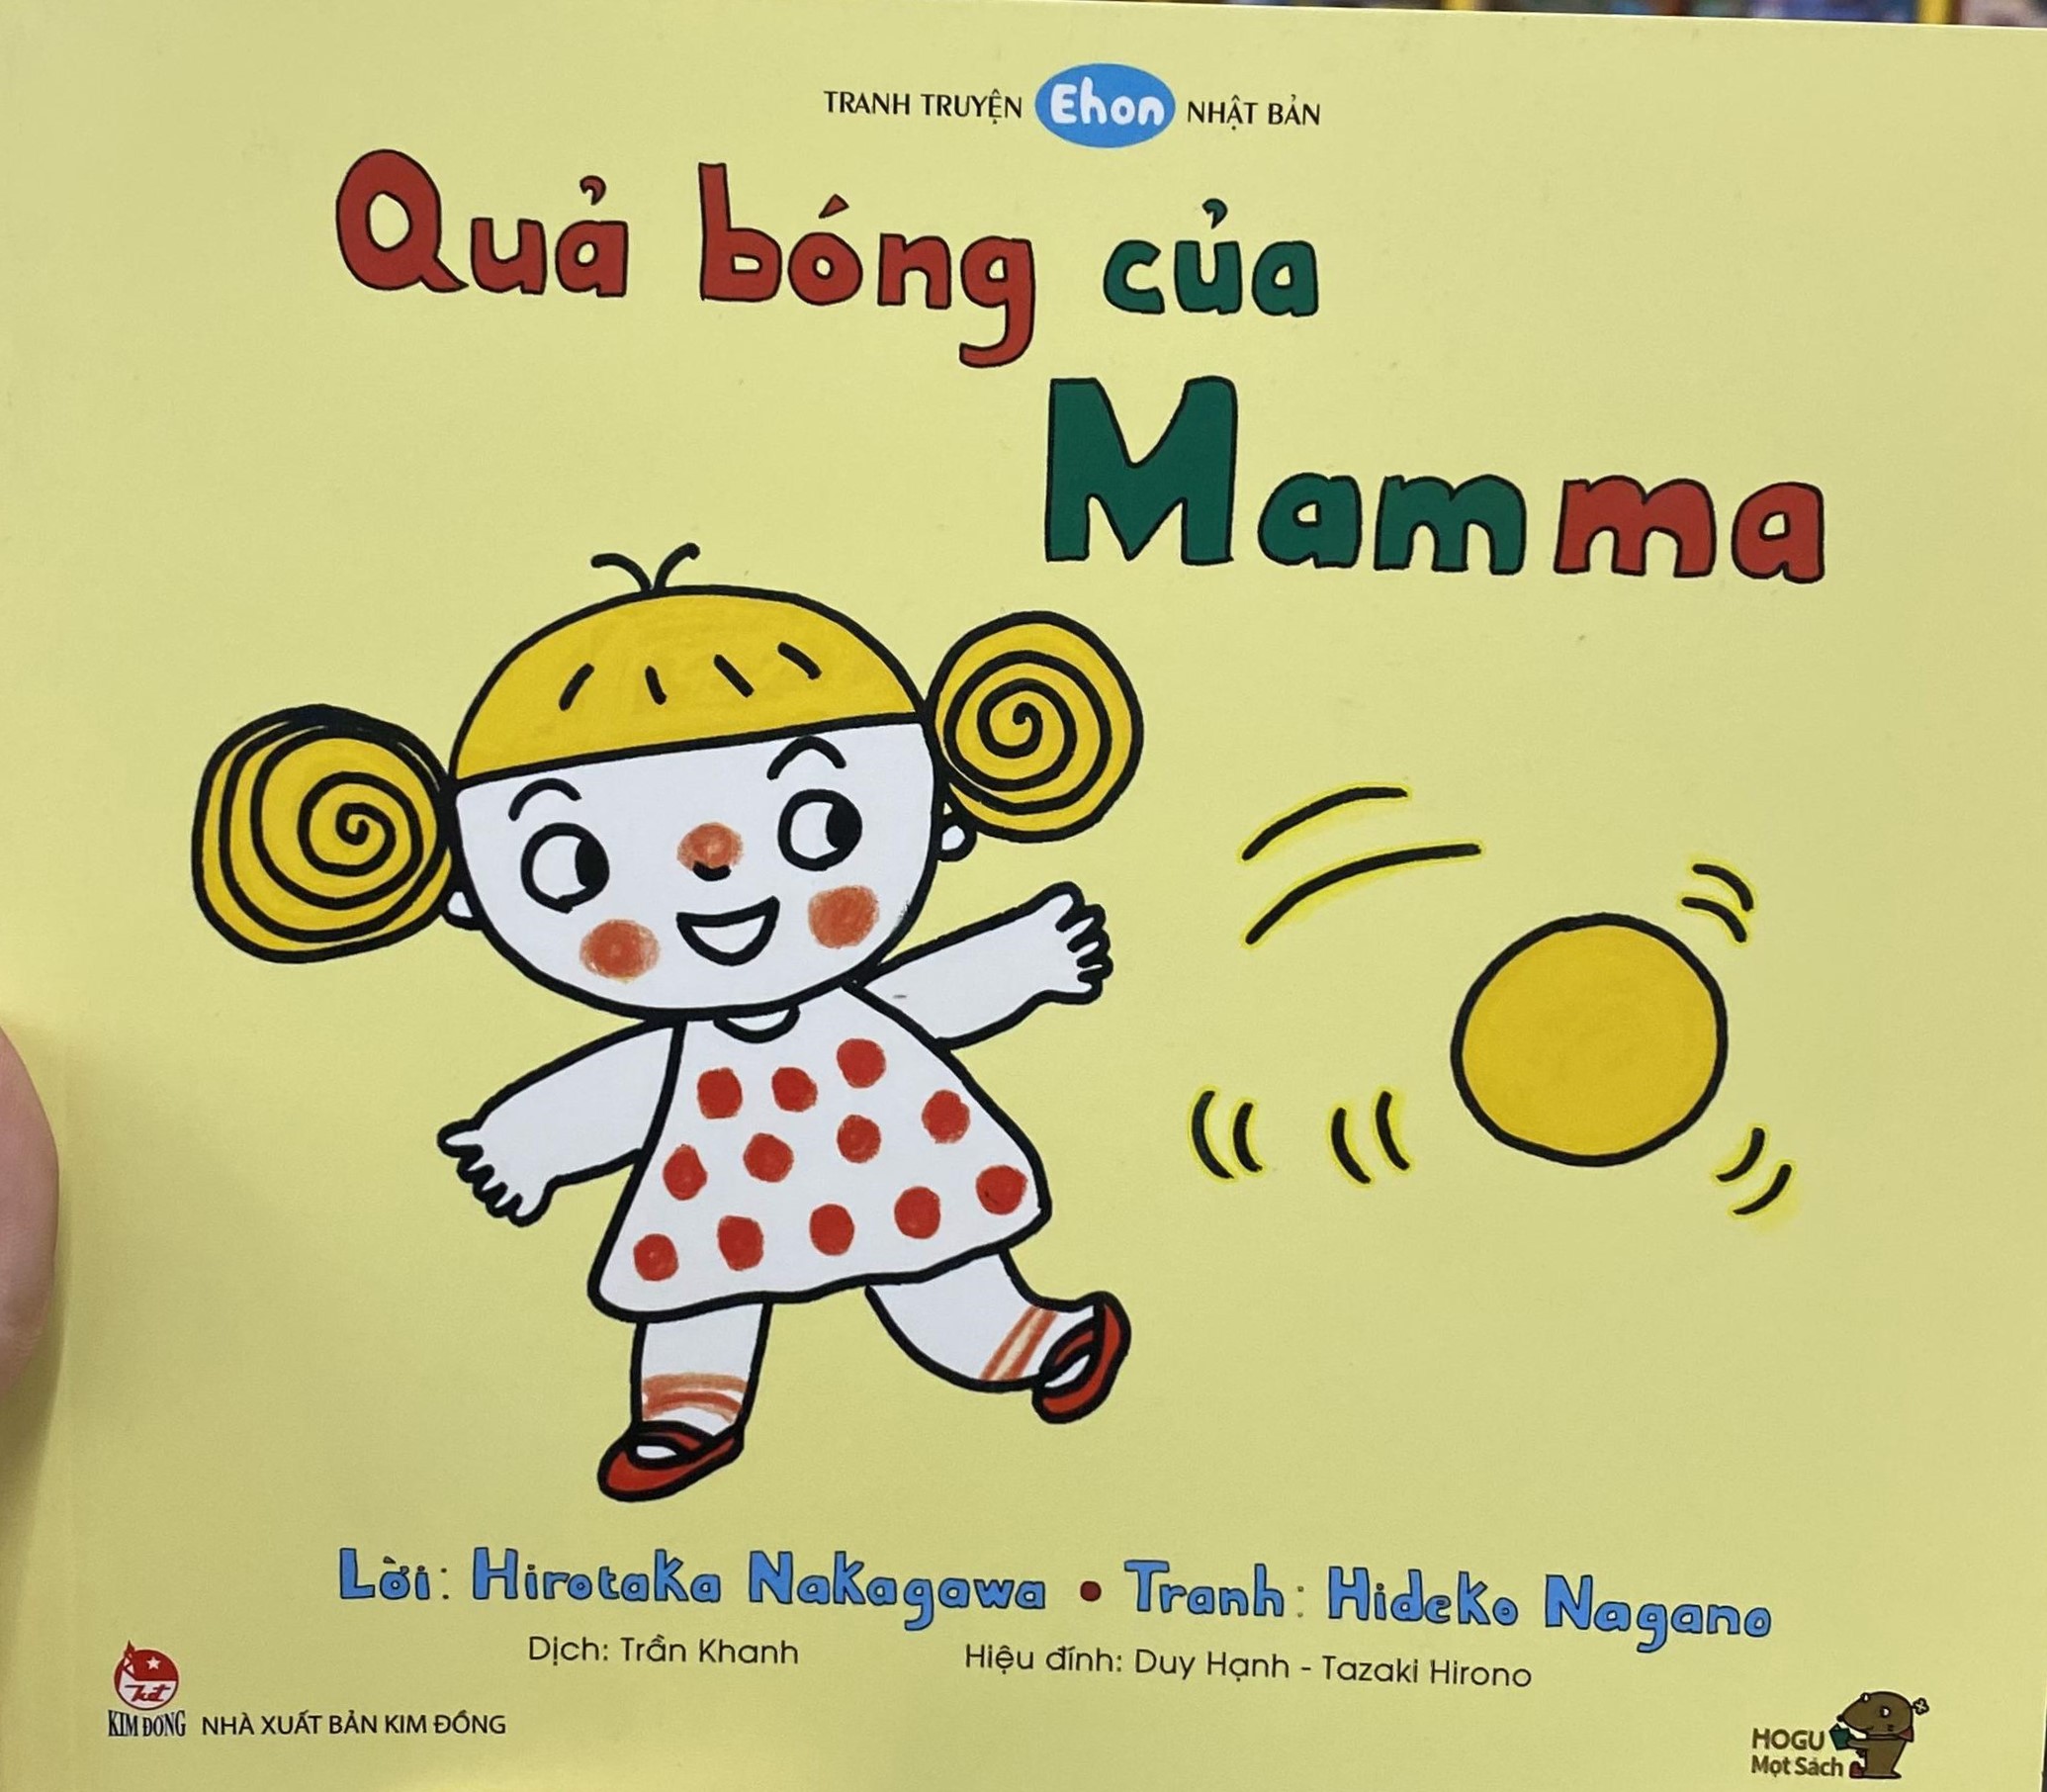 TRANH TRUYỆN Ehon NHẬT BẢN
Quả bóng của
Mamma
Lời: Hirotaka Nakagawa • Tranh: Hideko Nagano
Dịch: Trần Khanh Hiệu đính: Duy Hạnh - Tazaki Hirono
KIM ĐỒNG NHÀ XUẤT BẢN KIM ĐỒNG
HOGU
Mọt Sách